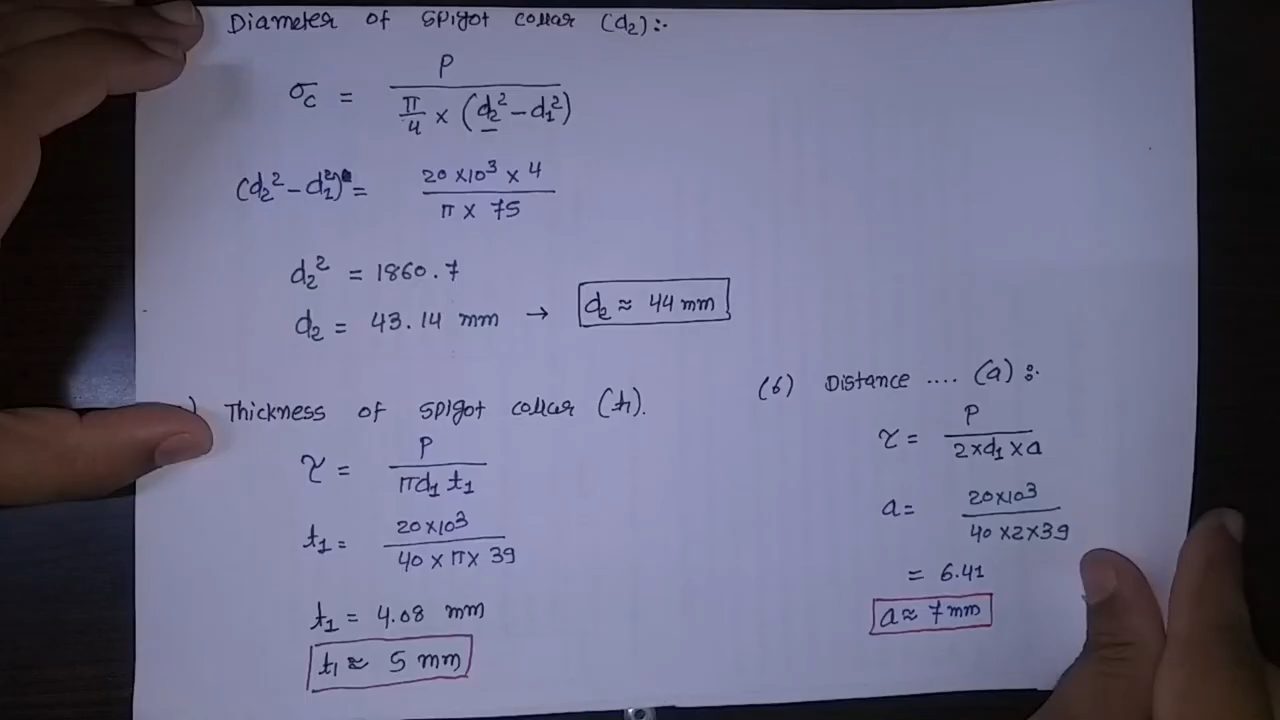 Diameter of spigot collar (d₂):-
σc = P / (π/4 × (d₂² - d₁²))
(d₂² - d₁²) = 20 × 10³ × 4 / (π × 75)
d₂² = 1860.7
d₂ = 43.14 mm → d₂ ≈ 44 mm
) Thickness of spigot collar (t₁).
τ = P / (πd₁ t₁)
t₁ = 20 × 10³ / (40 × π × 39)
t₁ = 4.08 mm
t₁ ≈ 5 mm
(6) Distance .... (a) :-
τ = P / (2×d₁×a)
a = 20×10³ / (40×2×39)
= 6.41
a ≈ 7 mm